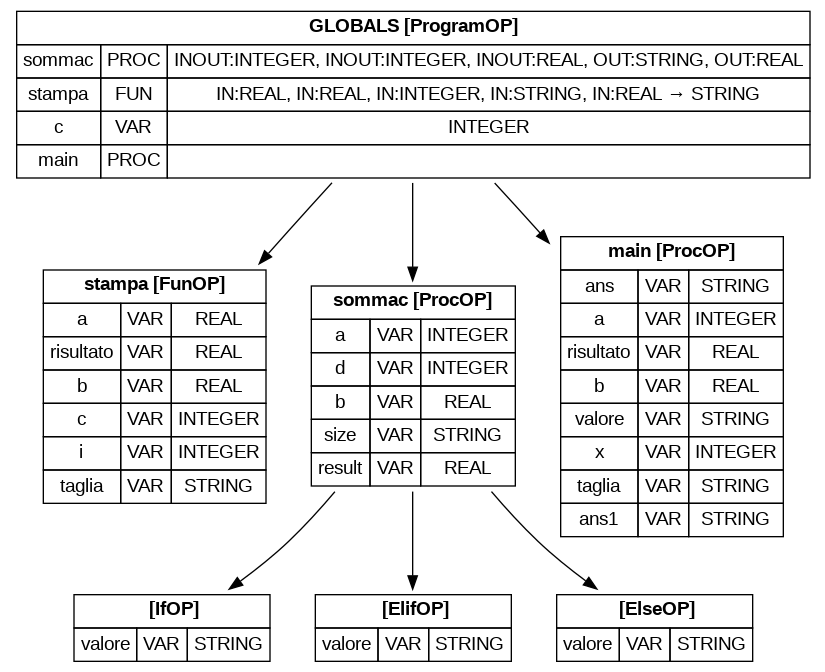 GLOBALS [ProgramOP]
sommac PROC INOUT:INTEGER, INOUT:INTEGER, INOUT:REAL, OUT:STRING, OUT:REAL
stampa FUN IN:REAL, IN:REAL, IN:INTEGER, IN:STRING, IN:REAL → STRING
c VAR INTEGER
main PROC
stampa [FunOP]
a VAR REAL
risultato VAR REAL
b VAR REAL
c VAR INTEGER
i VAR INTEGER
taglia VAR STRING
sommac [ProcOP]
a VAR INTEGER
d VAR INTEGER
b VAR REAL
size VAR STRING
result VAR REAL
main [ProcOP]
ans VAR STRING
a VAR INTEGER
risultato VAR REAL
b VAR REAL
valore VAR STRING
x VAR INTEGER
taglia VAR STRING
ans1 VAR STRING
[IfOP]
valore VAR STRING
[ElifOP]
valore VAR STRING
[ElseOP]
valore VAR STRING